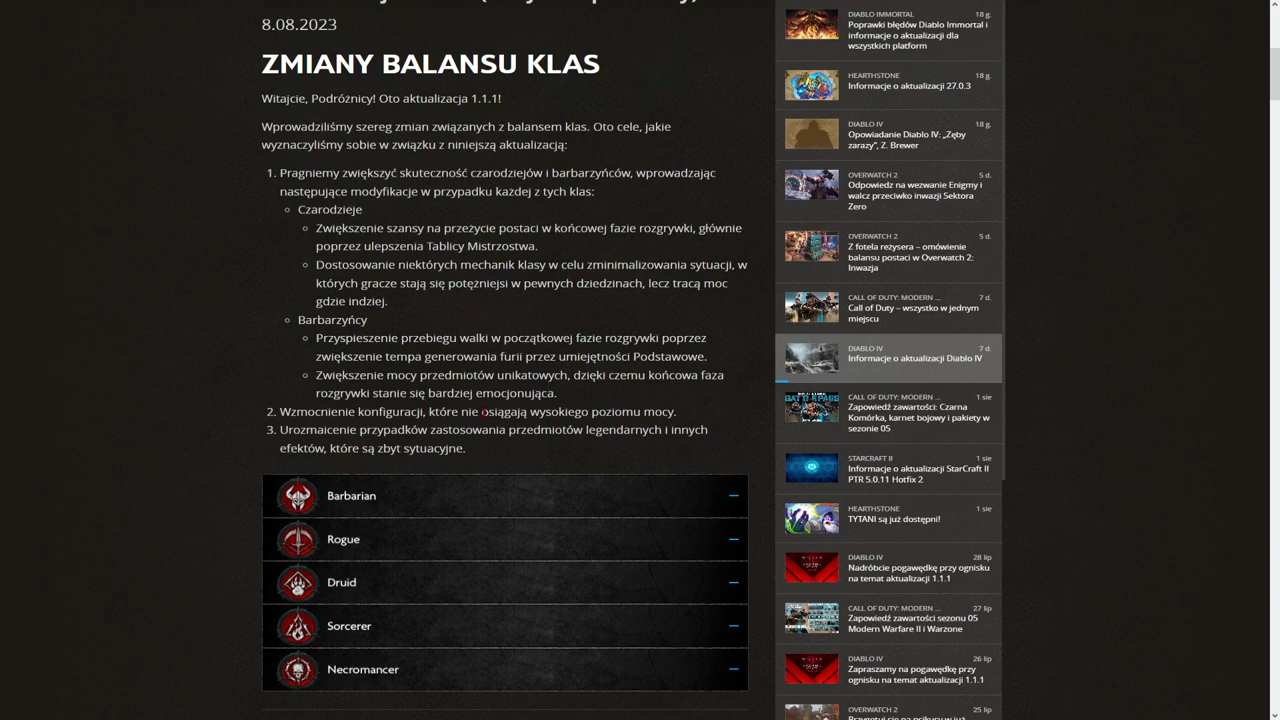 8.08.2023
ZMIANY BALANSU KLAS
Witajcie, Podróżnicy! Oto aktualizacja 1.1.1!
Wprowadziliśmy szereg zmian związanych z balansem klas. Oto cele, jakie
wyznaczyliśmy sobie w związku z niniejszą aktualizacją:
1. Pragniemy zwiększyć skuteczność czarodziejów i barbarzyńców, wprowadzając
następujące modyfikacje w przypadku każdej z tych klas:
Czarodzieje
Zwiększenie szansy na przeżycie postaci w końcowej fazie rozgrywki, głównie
poprzez ulepszenia Tablicy Mistrzostwa.
Dostosowanie niektórych mechanik klasy w celu zminimalizowania sytuacji, w
których gracze stają się potężniejsi w pewnych dziedzinach, lecz tracą moc
gdzie indziej.
Barbarzyńcy
Przyspieszenie przebiegu walki w początkowej fazie rozgrywki poprzez
zwiększenie tempa generowania furii przez umiejętności Podstawowe.
Zwiększenie mocy przedmiotów unikatowych, dzięki czemu końcowa faza
rozgrywki stanie się bardziej emocjonująca.
2. Wzmocnienie konfiguracji, które nie osiągają wysokiego poziomu mocy.
3. Urozmaicenie przypadków zastosowania przedmiotów legendarnych i innych
efektów, które są zbyt sytuacyjne.
Barbarian
Rogue
Druid
Sorcerer
Necromancer
DIABLO IMMORTAL 18 g.
Poprawki błędów Diablo Immortal i
informacje o aktualizacji dla
wszystkich platform
HEARTHSTONE 18 g.
Informacje o aktualizacji 27.0.3
DIABLO IV 18 g.
Opowiadanie Diablo IV: „Zęby
zarazy”, Z. Brewer
OVERWATCH 2 5 d.
Odpowiedz na wezwanie Enigmy i
walcz przeciwko inwazji Sektora
Zero
OVERWATCH 2 5 d.
Z fotela reżysera – omówienie
balansu postaci w Overwatch 2:
Inwazja
CALL OF DUTY: MODERN ... 7 d.
Call of Duty – wszystko w jednym
miejscu
DIABLO IV 7 d.
Informacje o aktualizacji Diablo IV
CALL OF DUTY: MODERN ... 1 sie
Zapowiedź zawartości: Czarna
Komórka, karnet bojowy i pakiety w
sezonie 05
STARCRAFT II 1 sie
Informacje o aktualizacji StarCraft II
PTR 5.0.11 Hotfix 2
HEARTHSTONE 1 sie
TYTANI są już dostępni!
DIABLO IV 28 lip
Nadróbcie pogawędkę przy ognisku
na temat aktualizacji 1.1.1
CALL OF DUTY: MODERN ... 27 lip
Zapowiedź zawartości sezonu 05
Modern Warfare II i Warzone
DIABLO IV 26 lip
Zapraszamy na pogawędkę przy
ognisku na temat aktualizacji 1.1.1
OVERWATCH 2 25 lip